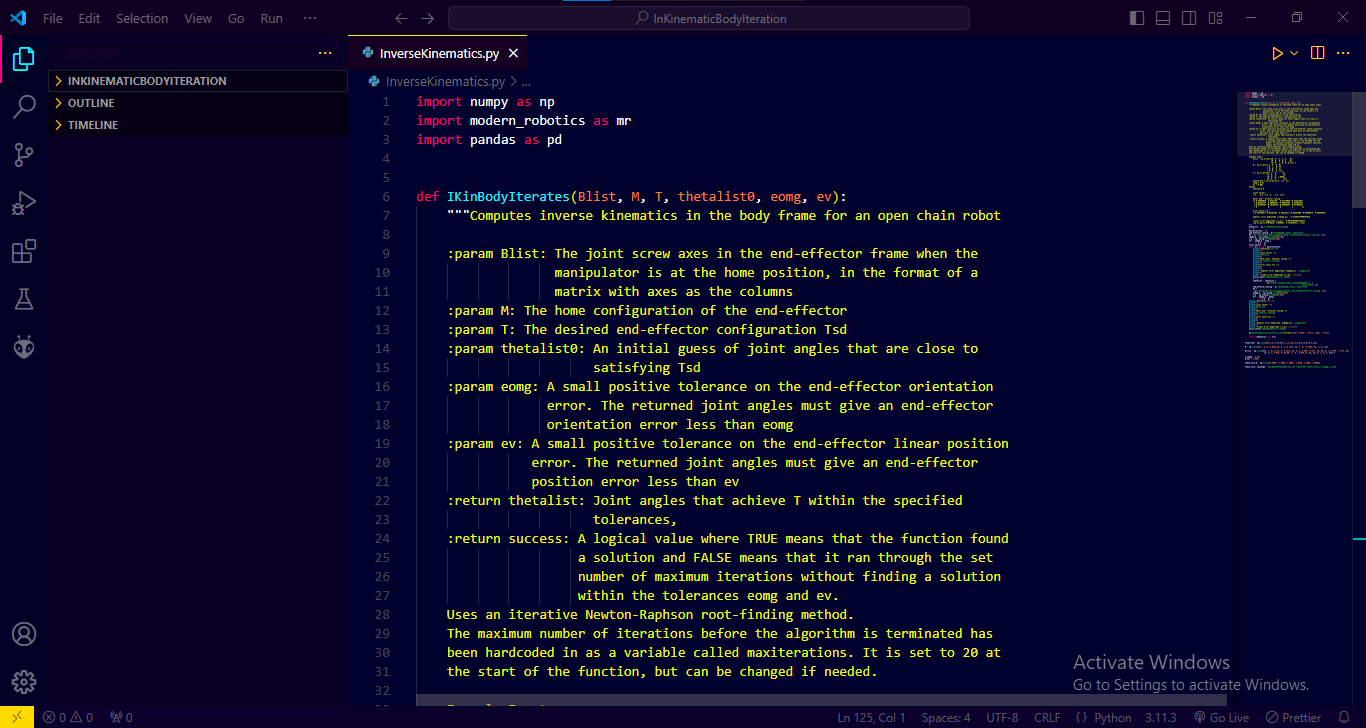 File Edit Selection View Go Run ··· InKinematicBodyIteration
EXPLORER
INKINEMATICBODYITERATION
OUTLINE
TIMELINE
InverseKinematics.py
InverseKinematics.py > ...
1 import numpy as np
2 import modern_robotics as mr
3 import pandas as pd
4
5
6 def IKinBodyIterates(Blist, M, T, thetalist0, eomg, ev):
7 """Computes inverse kinematics in the body frame for an open chain robot
8
9 :param Blist: The joint screw axes in the end-effector frame when the
10 manipulator is at the home position, in the format of a
11 matrix with axes as the columns
12 :param M: The home configuration of the end-effector
13 :param T: The desired end-effector configuration Tsd
14 :param thetalist0: An initial guess of joint angles that are close to
15 satisfying Tsd
16 :param eomg: A small positive tolerance on the end-effector orientation
17 error. The returned joint angles must give an end-effector
18 orientation error less than eomg
19 :param ev: A small positive tolerance on the end-effector linear position
20 error. The returned joint angles must give an end-effector
21 position error less than ev
22 :return thetalist: Joint angles that achieve T within the specified
23 tolerances,
24 :return success: A logical value where TRUE means that the function found
25 a solution and FALSE means that it ran through the set
26 number of maximum iterations without finding a solution
27 within the tolerances eomg and ev.
28 Uses an iterative Newton-Raphson root-finding method.
29 The maximum number of iterations before the algorithm is terminated has
30 been hardcoded in as a variable called maxiterations. It is set to 20 at
31 the start of the function, but can be changed if needed.
32
Activate Windows
Go to Settings to activate Windows.
0 0 0 Ln 125, Col 1 Spaces: 4 UTF-8 CRLF Python 3.11.3 Go Live Prettier